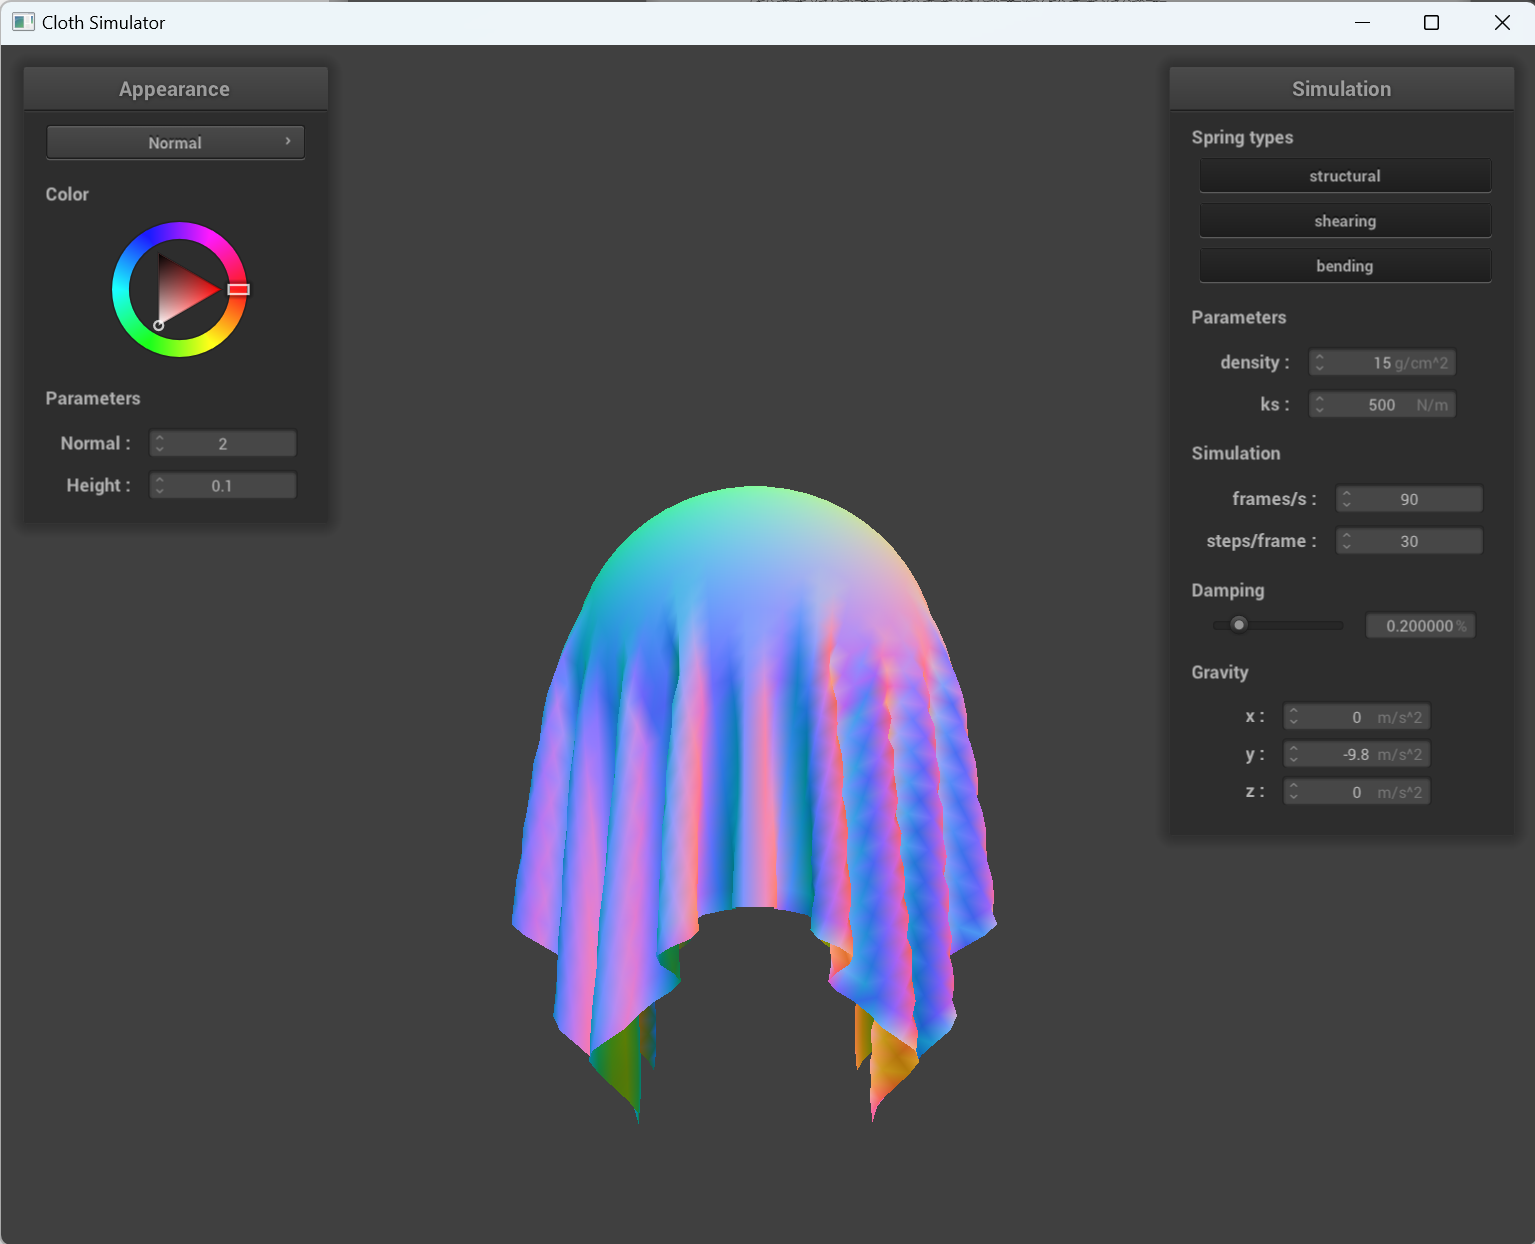 Cloth Simulator
Appearance
Normal
Color
Parameters
Normal : 2
Height : 0.1
Simulation
Spring types
structural
shearing
bending
Parameters
density : 15 g/cm^2
ks : 500 N/m
Simulation
frames/s : 90
steps/frame : 30
Damping
0.200000 %
Gravity
x : 0 m/s^2
y : -9.8 m/s^2
z : 0 m/s^2